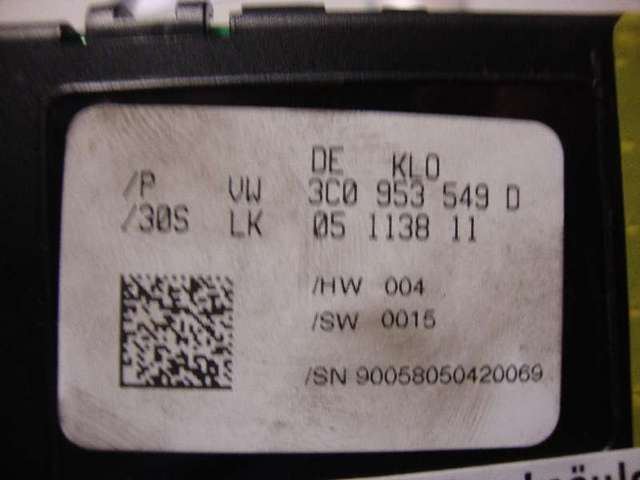 DE KLO
/P VW 3C0 953 549 D
/30S LK 05 1138 11
/HW 004
/SW 0015
/SN 90058050420069